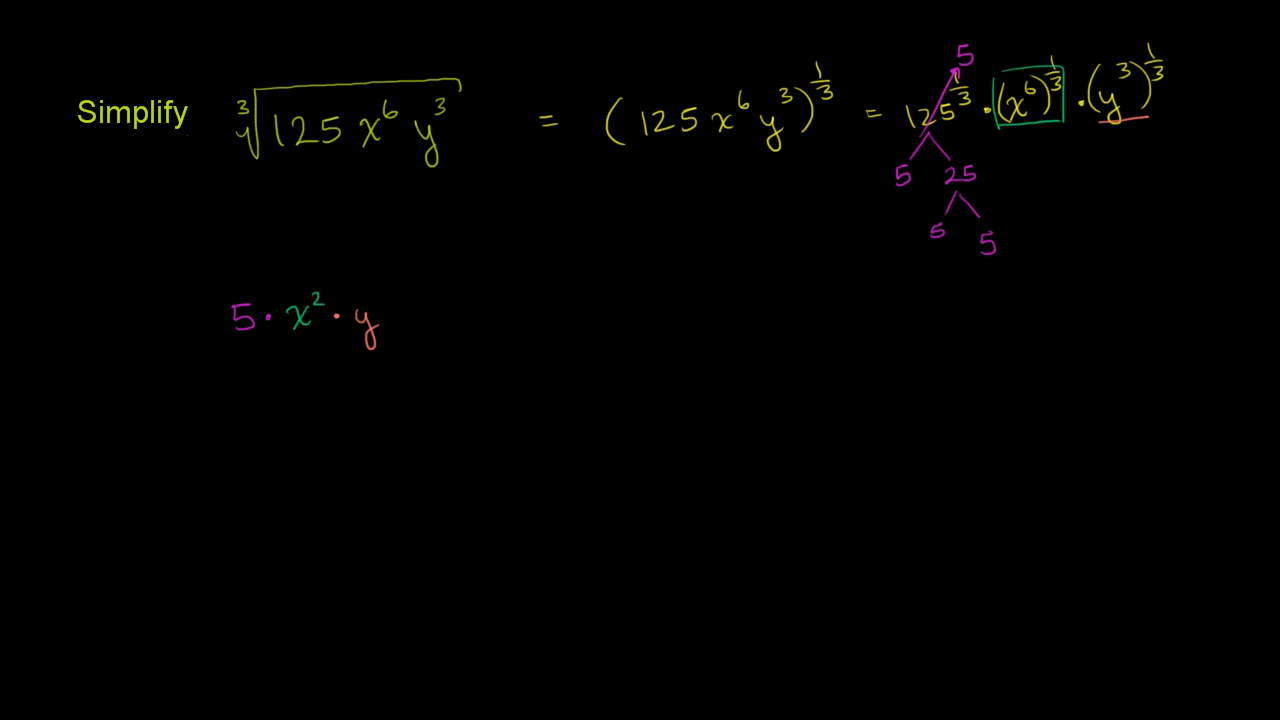 Simplify ∛(125x⁶y³) = (125x⁶y³)^(1/3) = 125^(1/3) · (x⁶)^(1/3) · (y³)^(1/3)
5
5 25
5 5
5 · x² · y